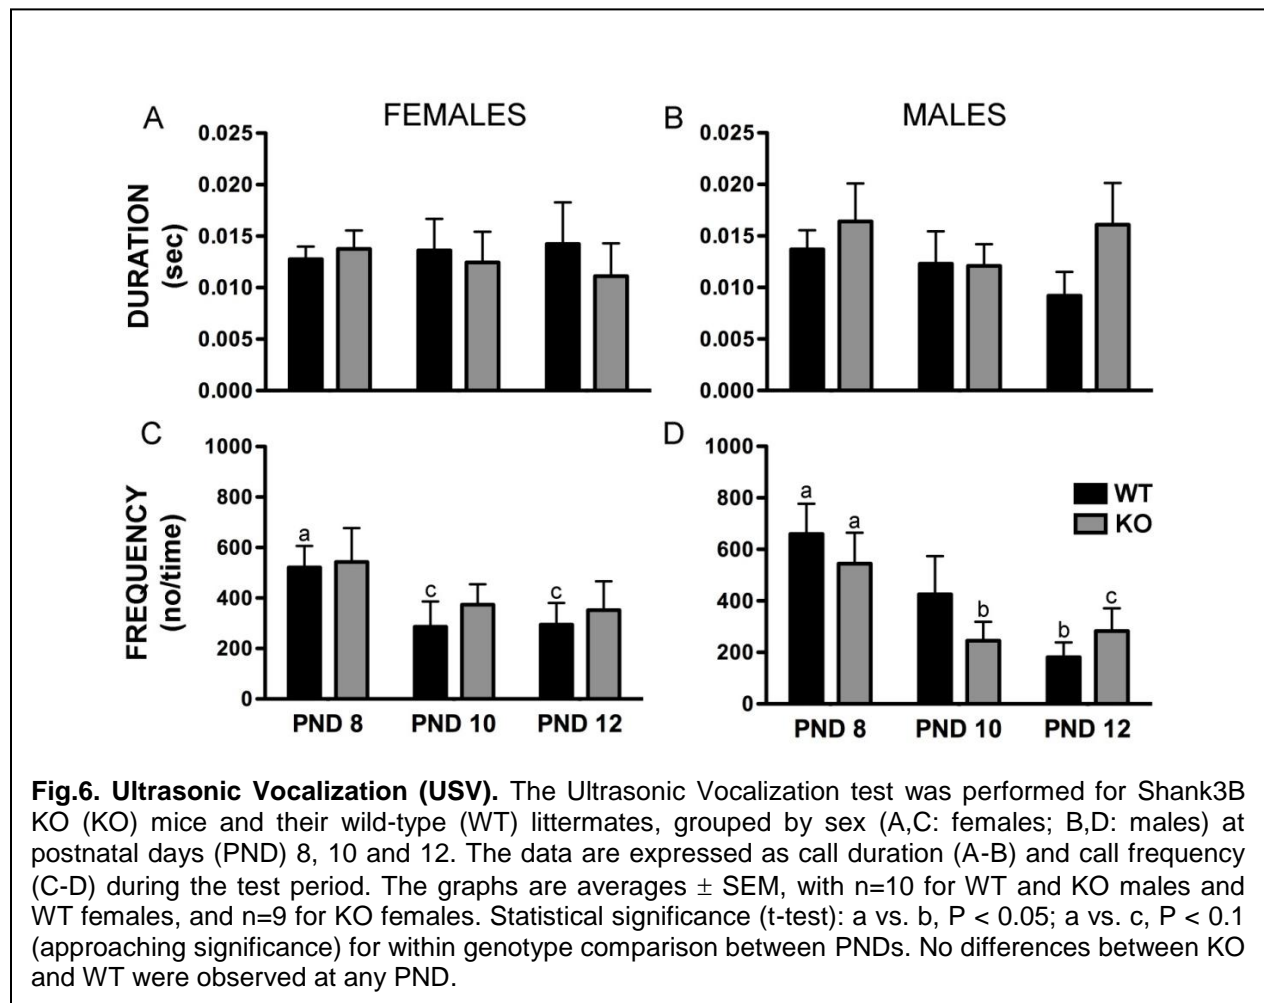 A FEMALES B MALES
0.025
0.020
0.015
0.010
0.005
0.000
DURATION
(sec)
0.025
0.020
0.015
0.010
0.005
0.000
C D
1000
800
600
400
200
0
FREQUENCY
(no/time)
a
c
c
PND 8 PND 10 PND 12
1000
800
600
400
200
0
a
a
b
b
c
WT
KO
PND 8 PND 10 PND 12
Fig.6. Ultrasonic Vocalization (USV). The Ultrasonic Vocalization test was performed for Shank3B
KO (KO) mice and their wild-type (WT) littermates, grouped by sex (A,C: females; B,D: males) at
postnatal days (PND) 8, 10 and 12. The data are expressed as call duration (A-B) and call frequency
(C-D) during the test period. The graphs are averages ± SEM, with n=10 for WT and KO males and
WT females, and n=9 for KO females. Statistical significance (t-test): a vs. b, P < 0.05; a vs. c, P < 0.1
(approaching significance) for within genotype comparison between PNDs. No differences between KO
and WT were observed at any PND.